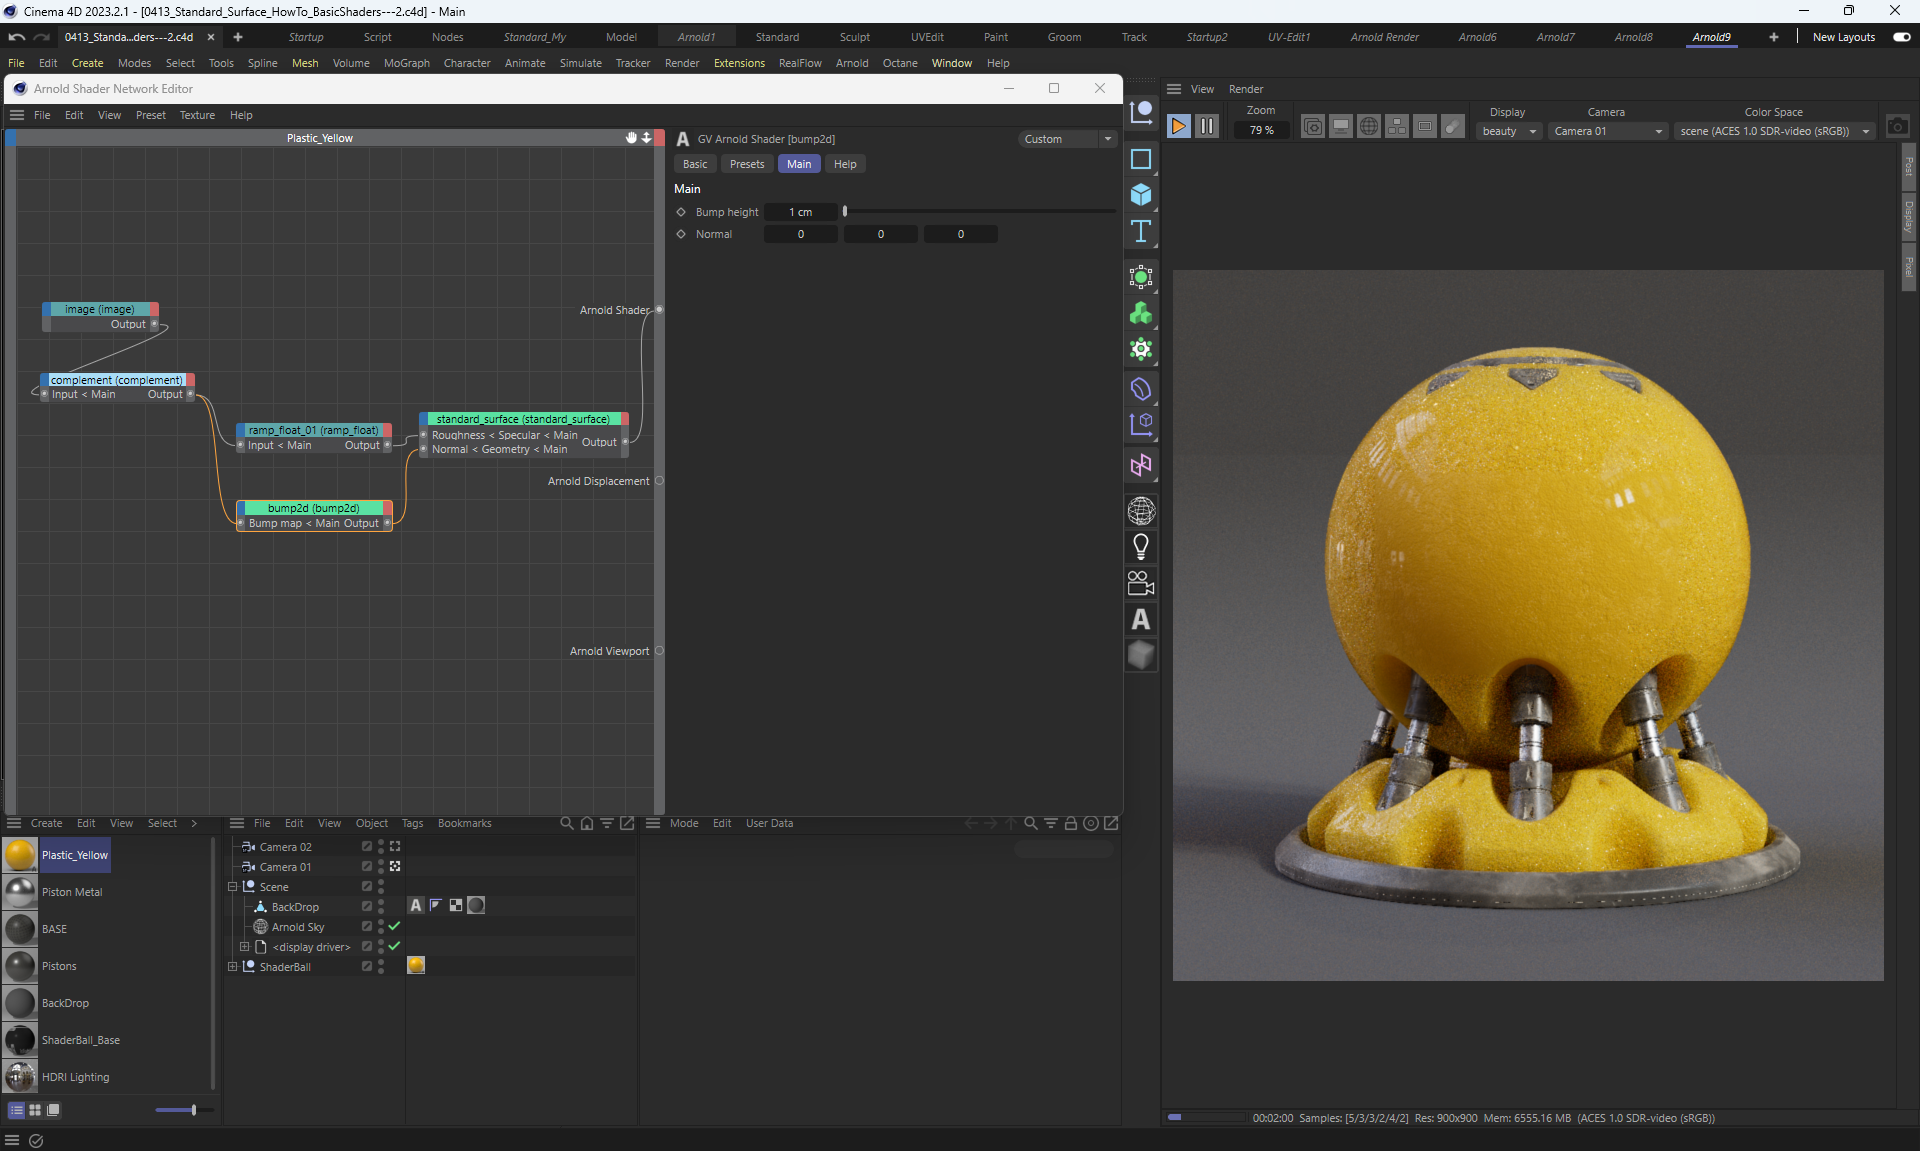 Cinema 4D 2023.2.1 - [0413_Standard_Surface_HowTo_BasicShaders---2.c4d] - Main
0413_Standa...ders---2.c4d × + Startup Script Nodes Standard_My Model Arnold1 Standard Sculpt UVEdit Paint Groom Track Startup2 UV-Edit1 Arnold Render Arnold6 Arnold7 Arnold8 Arnold9 + New Layouts
File Edit Create Modes Select Tools Spline Mesh Volume MoGraph Character Animate Simulate Tracker Render Extensions RealFlow Arnold Octane Window Help
Arnold Shader Network Editor
File Edit View Preset Texture Help
Plastic_Yellow
image (image)
Output
complement (complement)
Input < Main Output
ramp_float_01 (ramp_float)
Input < Main Output
standard_surface (standard_surface)
Roughness < Specular < Main Output
Normal < Geometry < Main
bump2d (bump2d)
Bump map < Main Output
Arnold Shader
Arnold Displacement
Arnold Viewport
A GV Arnold Shader [bump2d] Custom
Basic Presets Main Help
Main
Bump height 1 cm
Normal 0 0 0
View Render
Zoom Display Camera Color Space
79 % beauty Camera 01 scene (ACES 1.0 SDR-video (sRGB))
Post
Display
Pixel
Create Edit View Select >
Plastic_Yellow
Piston Metal
BASE
Pistons
BackDrop
ShaderBall_Base
HDRI Lighting
File Edit View Object Tags Bookmarks
Camera 02
Camera 01
Scene
BackDrop
Arnold Sky
<display driver>
ShaderBall
Mode Edit User Data
00:02:00 Samples: [5/3/3/2/4/2] Res: 900x900 Mem: 6555.16 MB (ACES 1.0 SDR-video (sRGB))